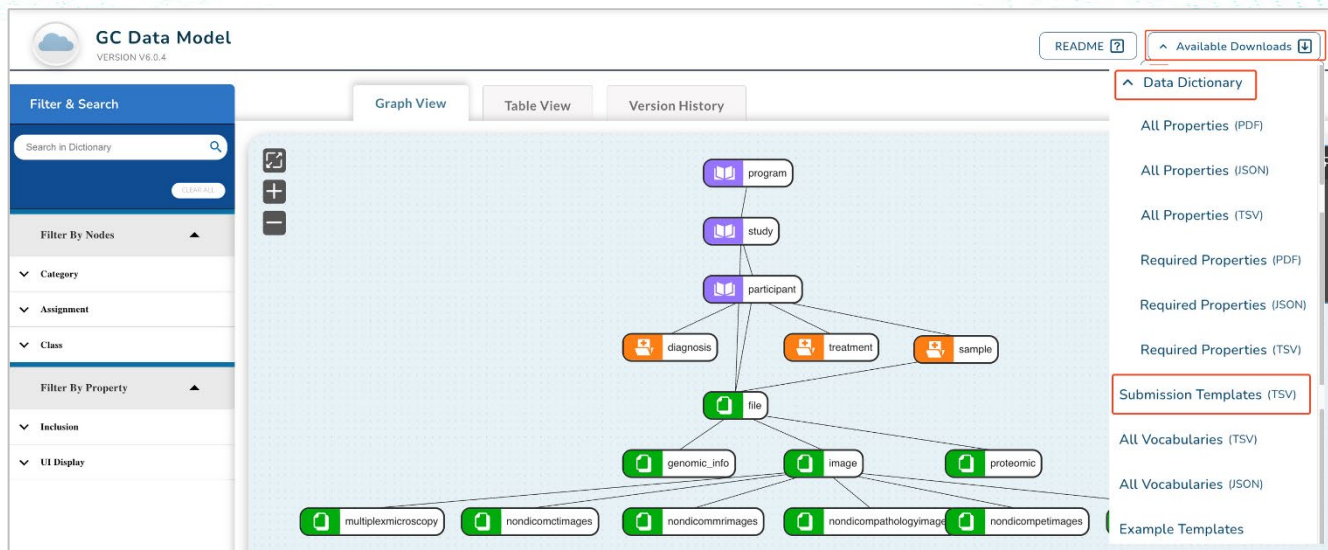 GC Data Model
VERSION V6.0.4
README
Available Downloads
Filter & Search
Search in Dictionary
CLEAR ALL
Filter By Nodes
Category
Assignment
Class
Filter By Property
Inclusion
UI Display
Graph View
Table View
Version History
program
study
participant
diagnosis
treatment
sample
file
genomic_info
image
proteomic
multiplexmicroscopy
nondicomctimages
nondicommrimages
nondicompathologyimage
nondicompetimages
Data Dictionary
All Properties (PDF)
All Properties (JSON)
All Properties (TSV)
Required Properties (PDF)
Required Properties (JSON)
Required Properties (TSV)
Submission Templates (TSV)
All Vocabularies (TSV)
All Vocabularies (JSON)
Example Templates